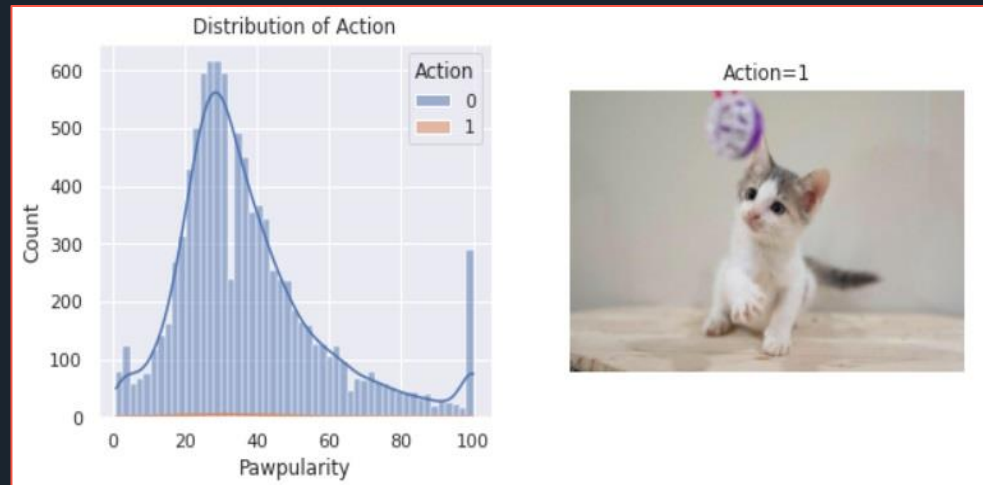 Distribution of Action
600
500
400
300
200
100
0
Count
Action
0
1
0 20 40 60 80 100
Pawpularity
Action=1